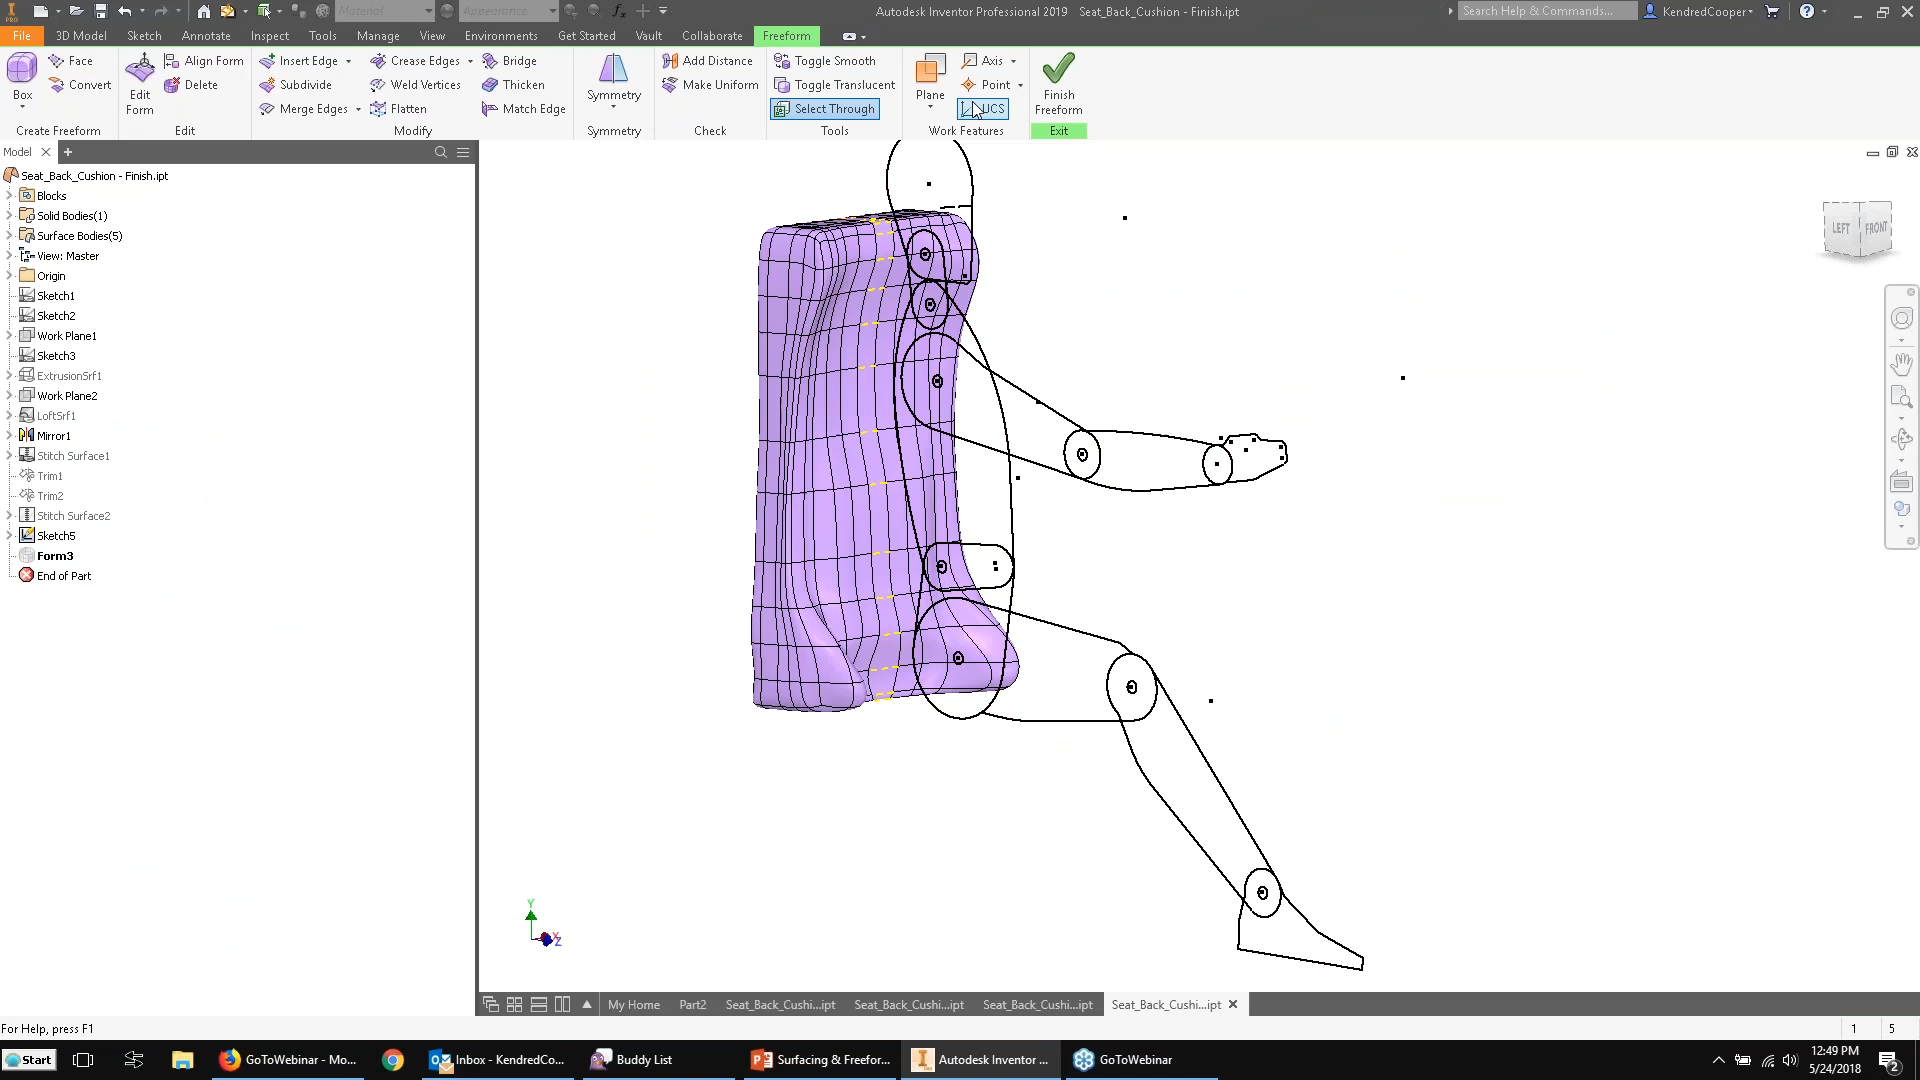 Material
Appearance
Autodesk Inventor Professional 2019 Seat_Back_Cushion - Finish.ipt
Search Help & Commands...
KendredCooper
PRO
File 3D Model Sketch Annotate Inspect Tools Manage View Environments Get Started Vault Collaborate Freeform
Box
Face
Convert
Create Freeform
Edit Form
Align Form
Delete
Edit
Insert Edge
Subdivide
Merge Edges
Crease Edges
Weld Vertices
Flatten
Bridge
Thicken
Match Edge
Modify
Symmetry
Symmetry
Add Distance
Make Uniform
Check
Toggle Smooth
Toggle Translucent
Select Through
Tools
Plane
Axis
Point
UCS
Work Features
Finish Freeform
Exit
Model
Seat_Back_Cushion - Finish.ipt
Blocks
Solid Bodies(1)
Surface Bodies(5)
View: Master
Origin
Sketch1
Sketch2
Work Plane1
Sketch3
ExtrusionSrf1
Work Plane2
LoftSrf1
Mirror1
Stitch Surface1
Trim1
Trim2
Stitch Surface2
Sketch5
Form3
End of Part
LEFT FRONT
Y
X
Z
My Home Part2 Seat_Back_Cushi...ipt Seat_Back_Cushi...ipt Seat_Back_Cushi...ipt Seat_Back_Cushi...ipt
For Help, press F1
1 5
Start
GoToWebinar - Mo...
Inbox - KendredCo...
Buddy List
Surfacing & Freefor...
Autodesk Inventor ...
GoToWebinar
12:49 PM
5/24/2018
2